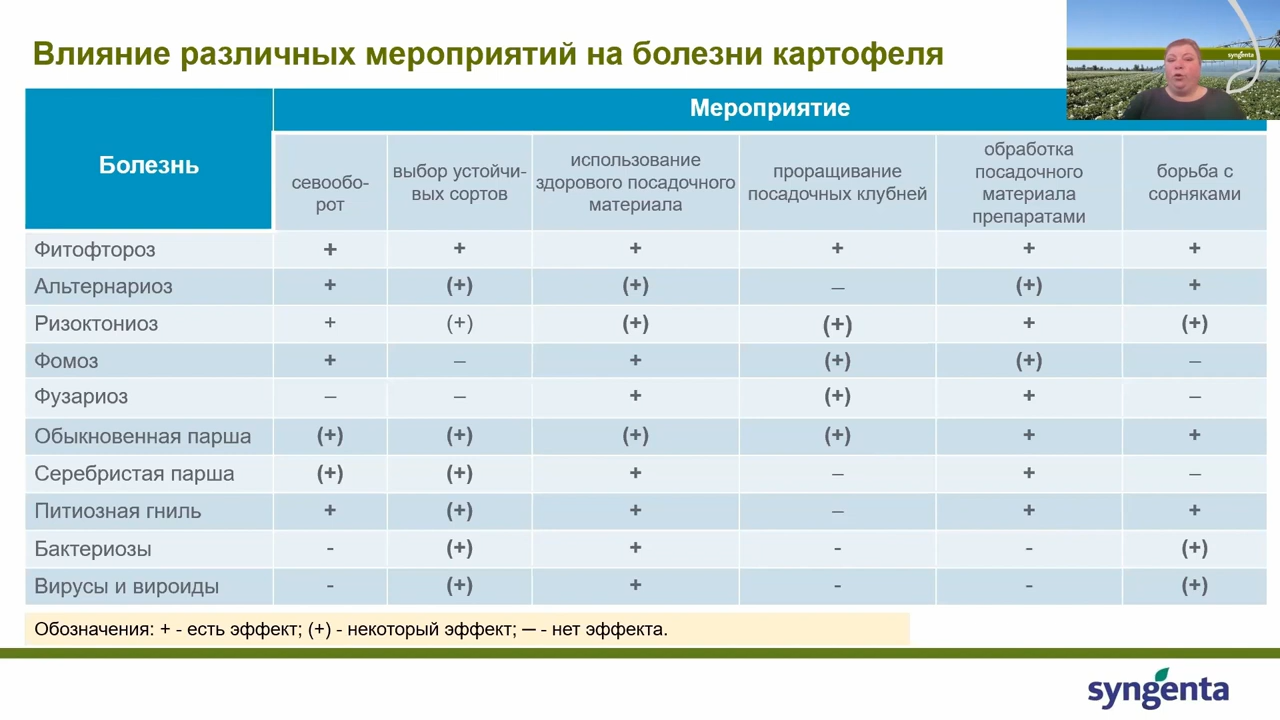 Влияние различных мероприятий на болезни картофеля
syngenta
Болезнь
Мероприятие
севообо-
рот
выбор устойчи-
вых сортов
использование
здорового посадочного
материала
проращивание
посадочных клубней
обработка
посадочного
материала
препаратами
борьба с
сорняками
Фитофтороз + + + + + +
Альтернариоз + (+) (+) – (+) +
Ризоктониоз + (+) (+) (+) + (+)
Фомоз + – + (+) (+) –
Фузариоз – – + (+) + –
Обыкновенная парша (+) (+) (+) (+) + +
Серебристая парша (+) (+) + – + –
Питиозная гниль + (+) + – + +
Бактериозы - (+) + - - (+)
Вирусы и вироиды - (+) + - - (+)
Обозначения: + - есть эффект; (+) - некоторый эффект; ─ - нет эффекта.
syngenta